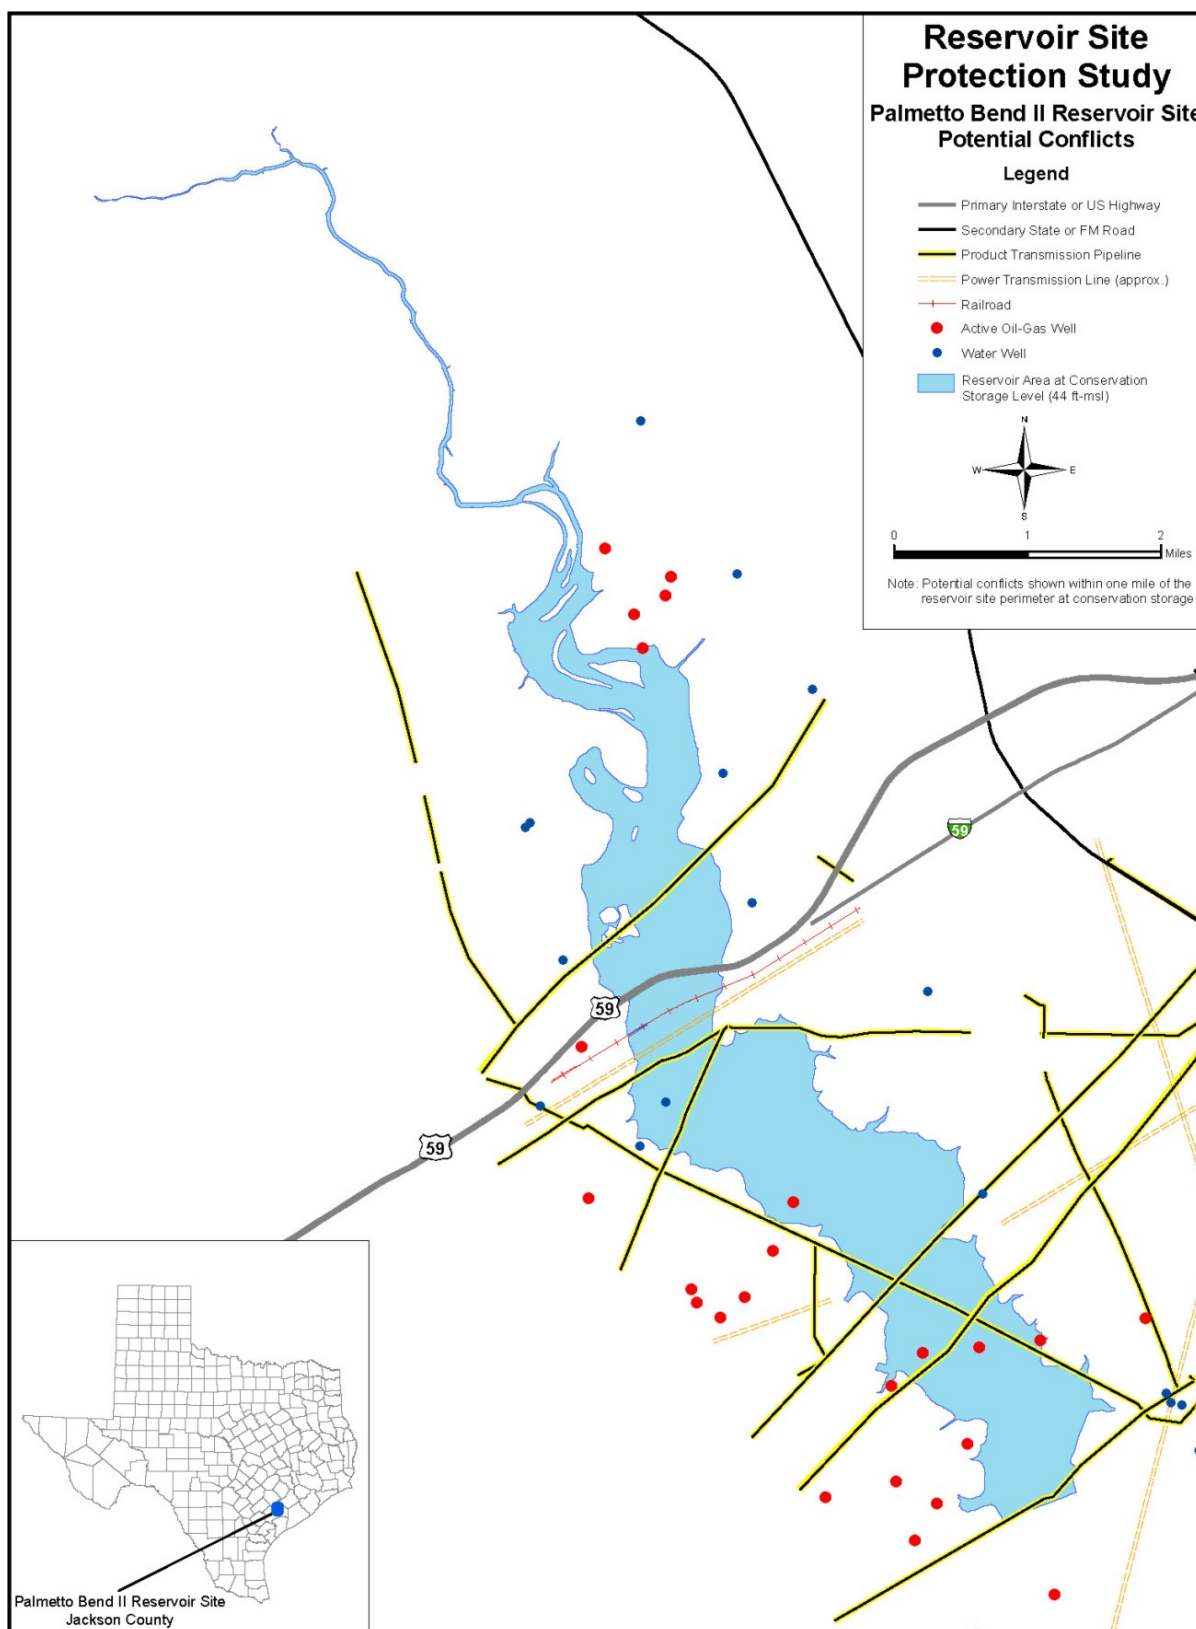 Reservoir Site
Protection Study
Palmetto Bend II Reservoir Site
Potential Conflicts
Legend
Primary Interstate or US Highway
Secondary State or FM Road
Product Transmission Pipeline
Power Transmission Line (approx.)
Railroad
Active Oil-Gas Well
Water Well
Reservoir Area at Conservation
Storage Level (44 ft-msl)
N
W
E
S
0
1
2
Miles
Note: Potential conflicts shown within one mile of the
reservoir site perimeter at conservation storage
59
59
59
Palmetto Bend II Reservoir Site
Jackson County